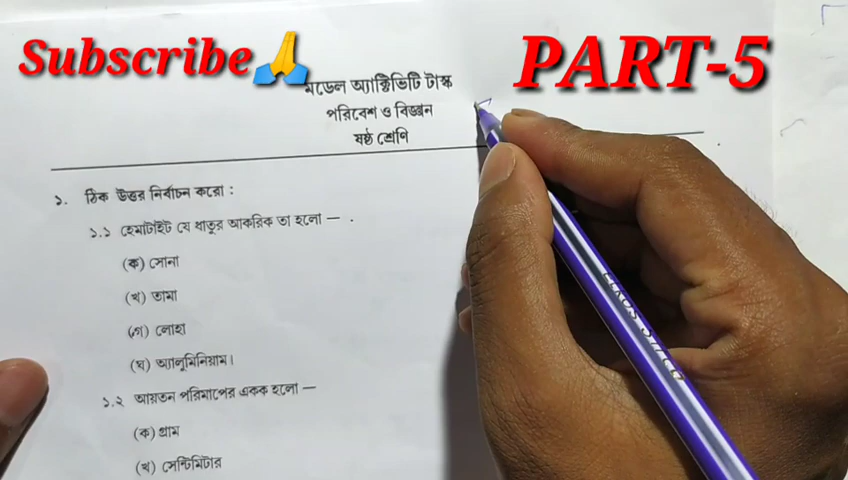 Subscribe
PART-5
মডেল অ্যাক্টিভিটি টাস্ক
পরিবেশ ও বিজ্ঞান
ষষ্ঠ শ্রেণি
১. ঠিক উত্তর নির্বাচন করো :
১.১ হেমাটাইট যে ধাতুর আকরিক তা হলো —
(ক) সোনা
(খ) তামা
(গ) লোহা
(ঘ) অ্যালুমিনিয়াম।
১.২ আয়তন পরিমাপের একক হলো —
(ক) গ্রাম
(খ) সেন্টিমিটার